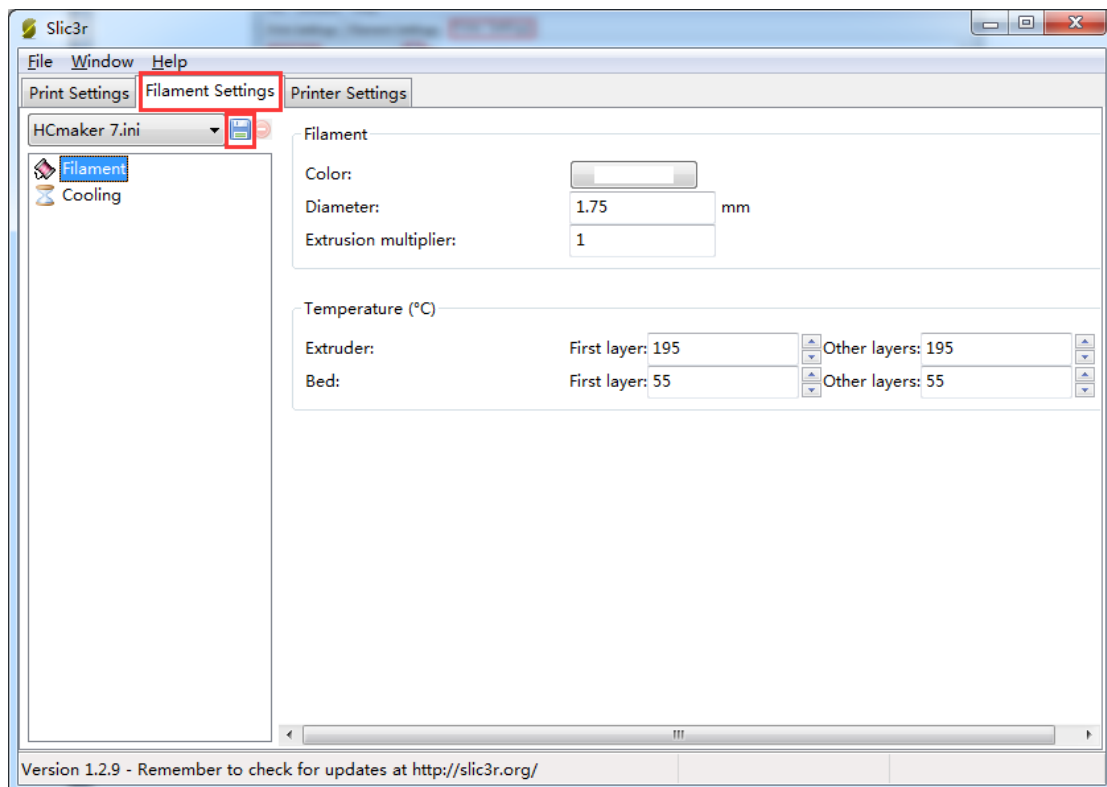 Slic3r
File Window Help
Print Settings Filament Settings Printer Settings
HCmaker 7.ini
Filament
Cooling
Filament
Color:
Diameter: 1.75 mm
Extrusion multiplier: 1
Temperature (°C)
Extruder: First layer: 195 Other layers: 195
Bed: First layer: 55 Other layers: 55
Version 1.2.9 - Remember to check for updates at http://slic3r.org/